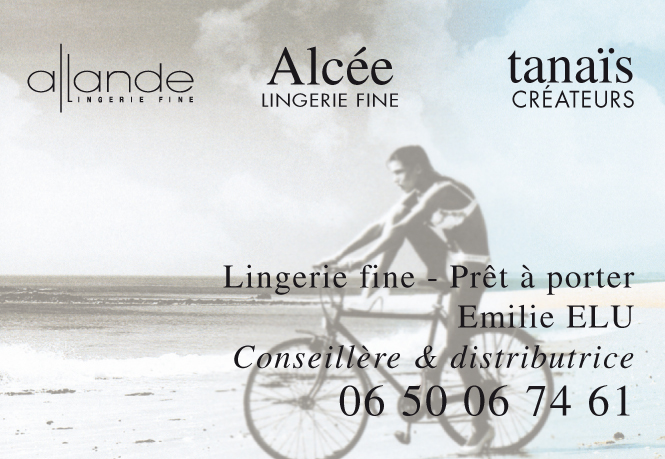 allande
LINGERIE FINE
Alcée
LINGERIE FINE
tanaïs
CRÉATEURS
Lingerie fine - Prêt à porter
Emilie ELU
Conseillère & distributrice
06 50 06 74 61